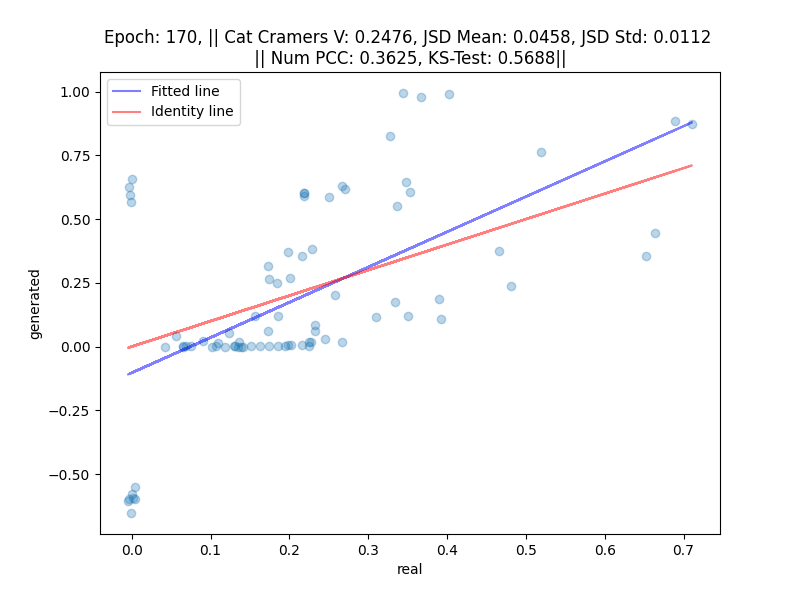 Epoch: 170, || Cat Cramers V: 0.2476, JSD Mean: 0.0458, JSD Std: 0.0112
|| Num PCC: 0.3625, KS-Test: 0.5688||
Fitted line
Identity line
1.00
0.75
0.50
0.25
0.00
−0.25
−0.50
generated
0.0 0.1 0.2 0.3 0.4 0.5 0.6 0.7
real